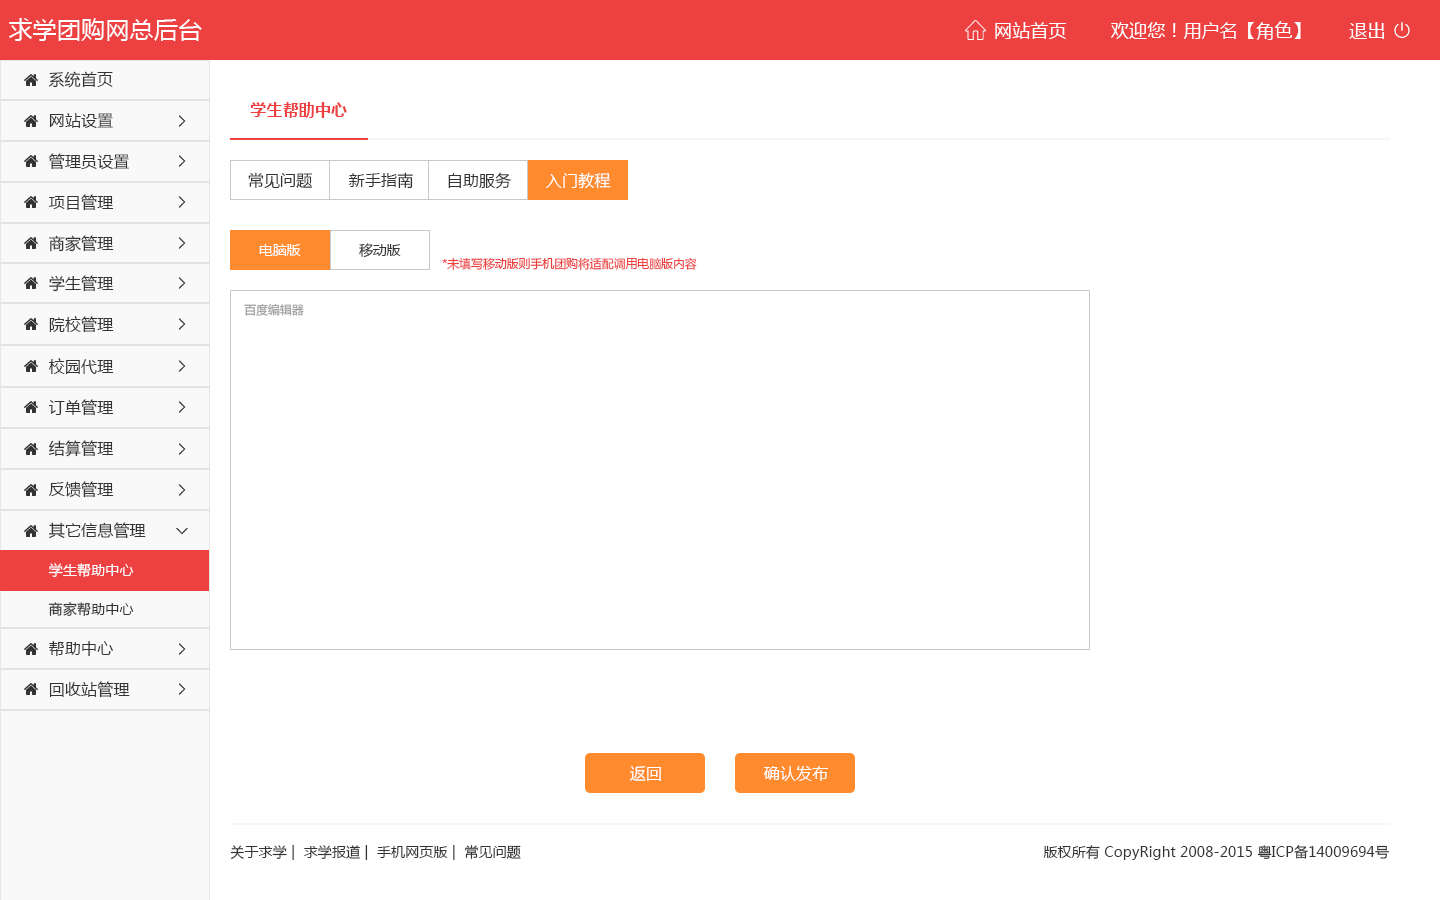 求学团购网总后台
网站首页
欢迎您！用户名【角色】
退出
系统首页
网站设置
管理员设置
项目管理
商家管理
学生管理
院校管理
校园代理
订单管理
结算管理
反馈管理
其它信息管理
学生帮助中心
商家帮助中心
帮助中心
回收站管理
学生帮助中心
常见问题 新手指南 自助服务 入门教程
电脑版 移动版 *未填写移动版则手机团购将适配调用电脑版内容
百度编辑器
返回 确认发布
关于求学 | 求学报道 | 手机网页版 | 常见问题
版权所有 CopyRight 2008-2015 粤ICP备14009694号